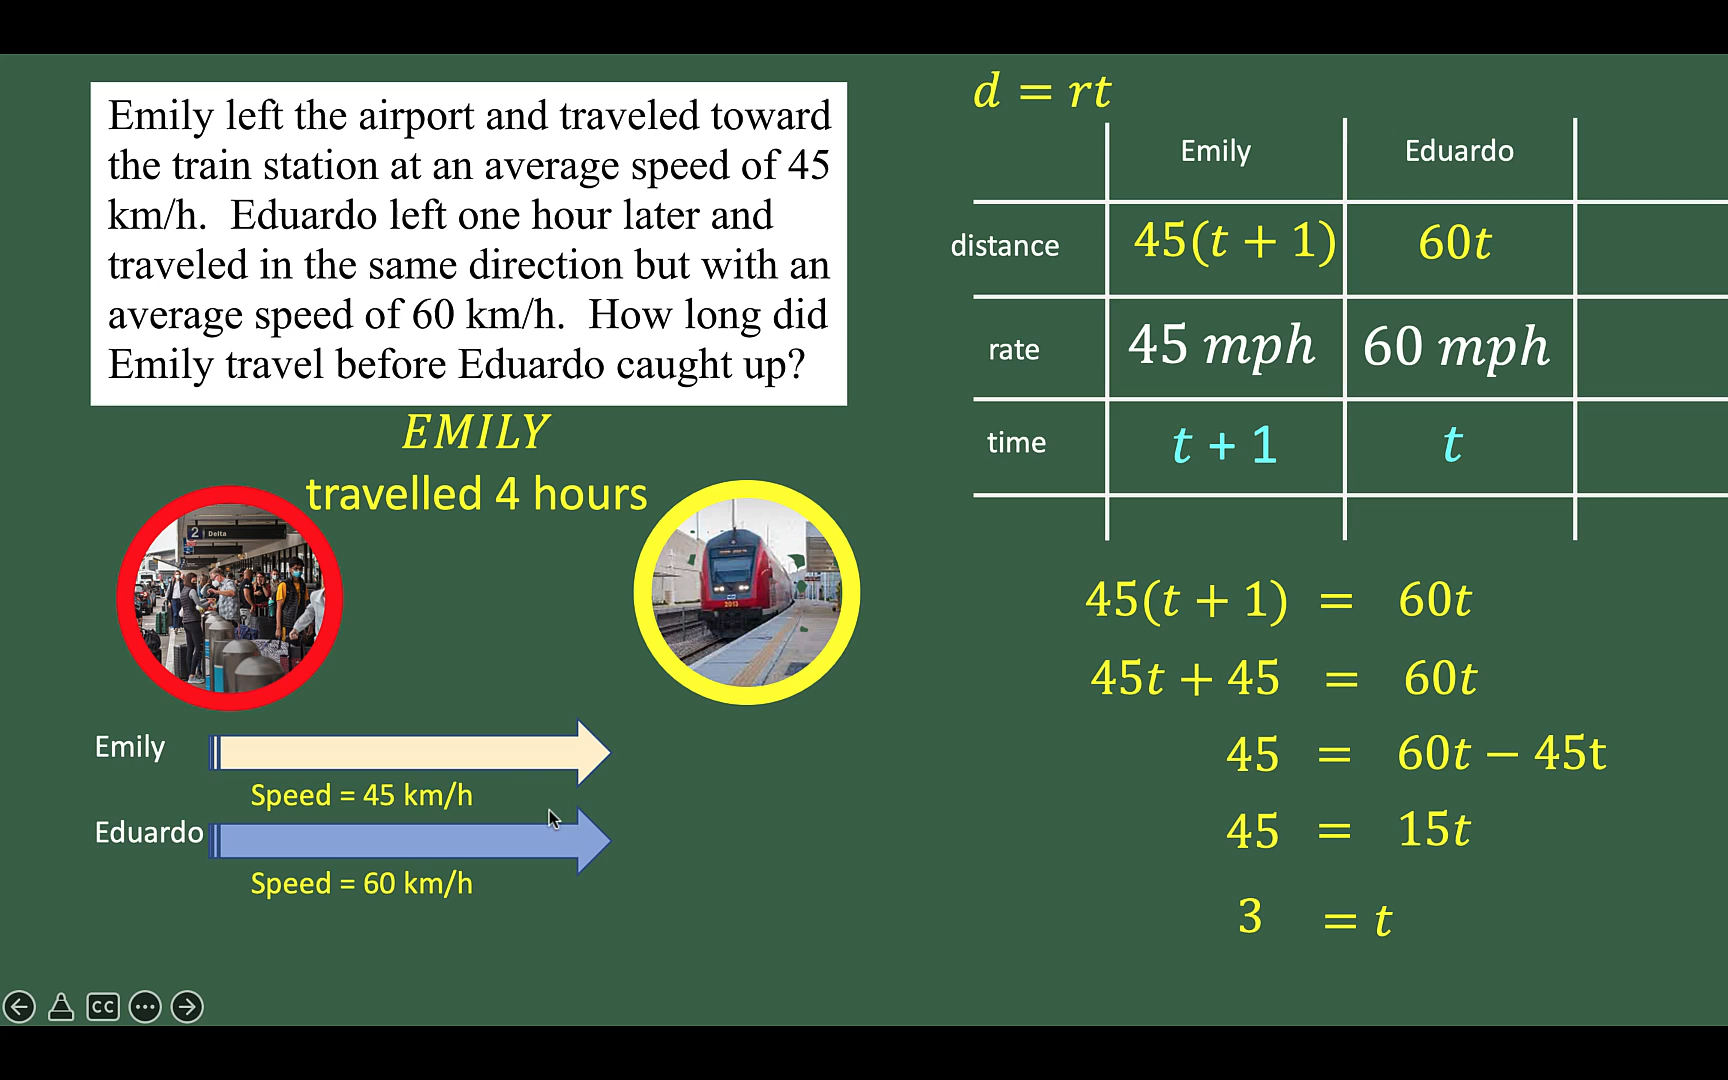 Emily left the airport and traveled toward
the train station at an average speed of 45
km/h.  Eduardo left one hour later and
traveled in the same direction but with an
average speed of 60 km/h.  How long did
Emily travel before Eduardo caught up?
EMILY
travelled 4 hours
2 Delta
2013
Emily
Speed = 45 km/h
Eduardo
Speed = 60 km/h
d = rt
Emily Eduardo
distance 45(t + 1) 60t
rate 45 mph 60 mph
time t + 1 t
45(t + 1) = 60t
45t + 45 = 60t
45 = 60t − 45t
45 = 15t
3 = t
CC